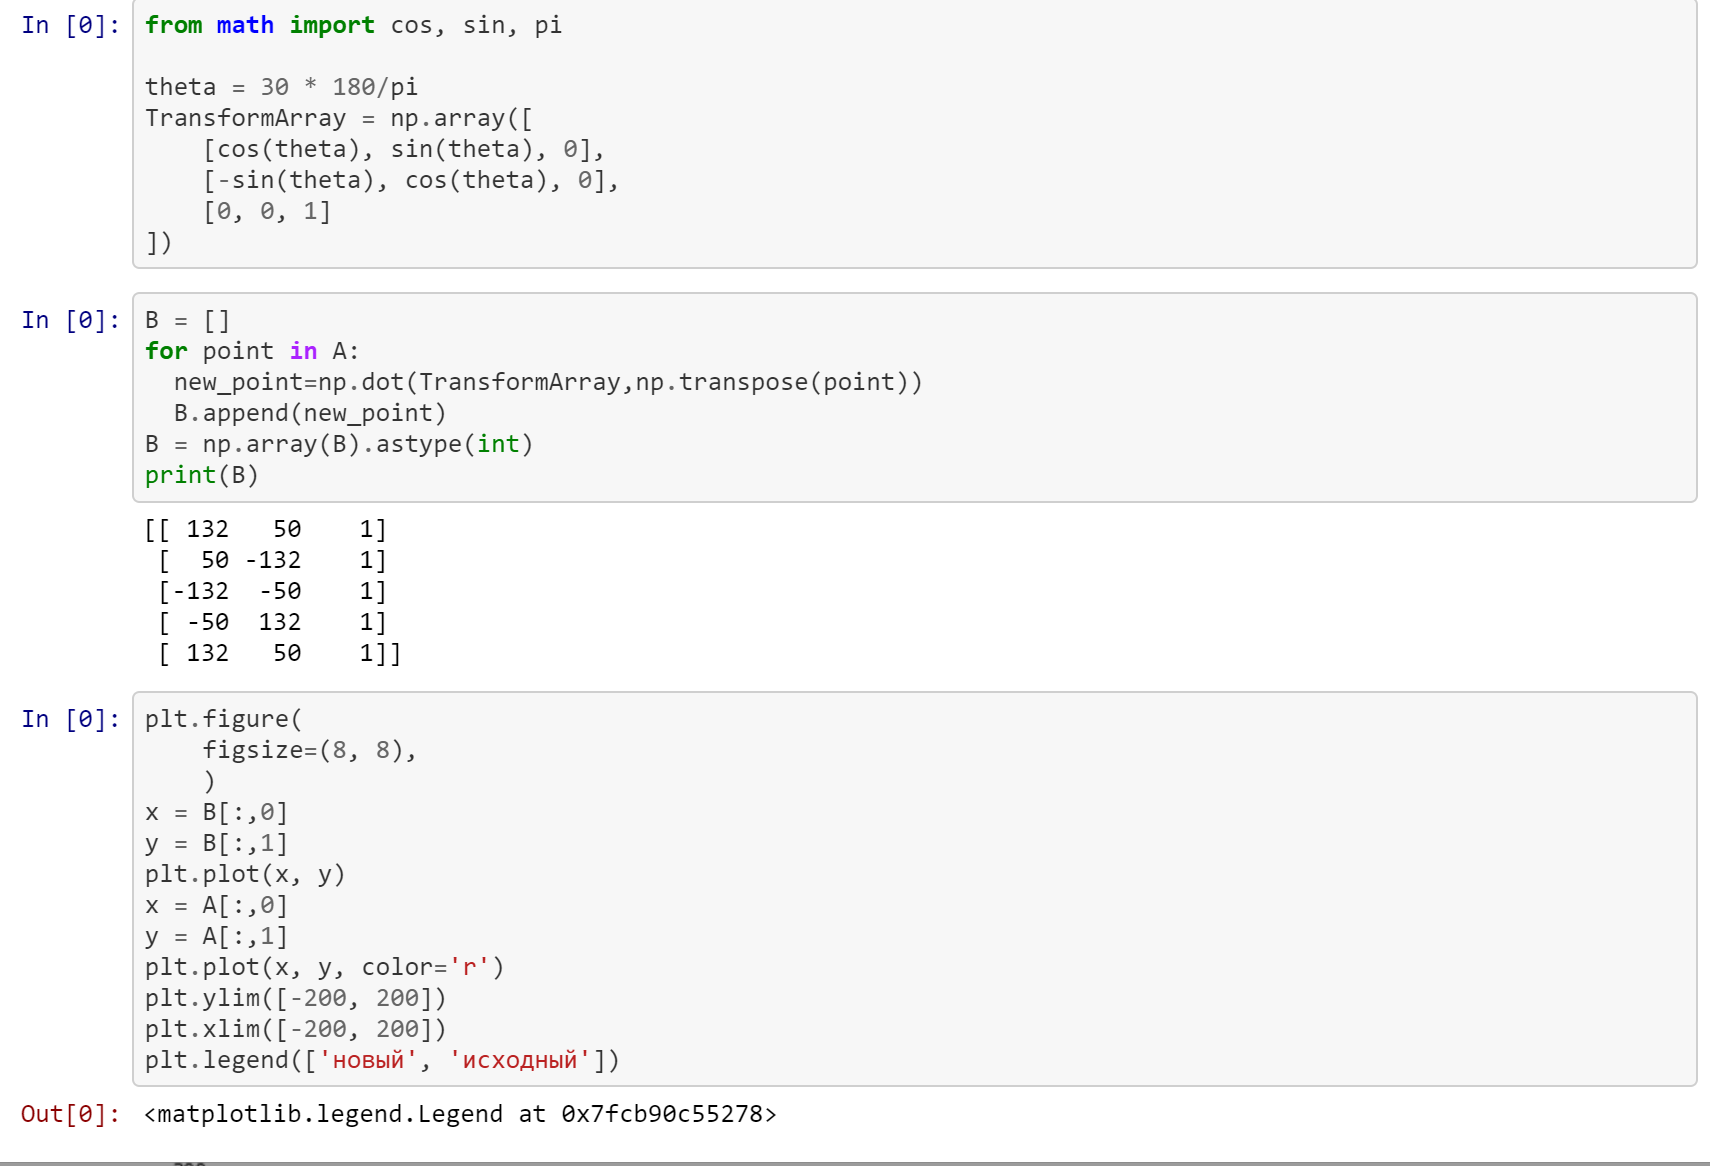 In [0]: from math import cos, sin, pi
theta = 30 * 180/pi
TransformArray = np.array([
    [cos(theta), sin(theta), 0],
    [-sin(theta), cos(theta), 0],
    [0, 0, 1]
])
In [0]: B = []
for point in A:
  new_point=np.dot(TransformArray,np.transpose(point))
  B.append(new_point)
B = np.array(B).astype(int)
print(B)
[[ 132   50    1]
 [  50 -132    1]
 [-132  -50    1]
 [ -50  132    1]
 [ 132   50    1]]
In [0]: plt.figure(
    figsize=(8, 8),
    )
x = B[:,0]
y = B[:,1]
plt.plot(x, y)
x = A[:,0]
y = A[:,1]
plt.plot(x, y, color='r')
plt.ylim([-200, 200])
plt.xlim([-200, 200])
plt.legend(['новый', 'исходный'])
Out[0]: <matplotlib.legend.Legend at 0x7fcb90c55278>